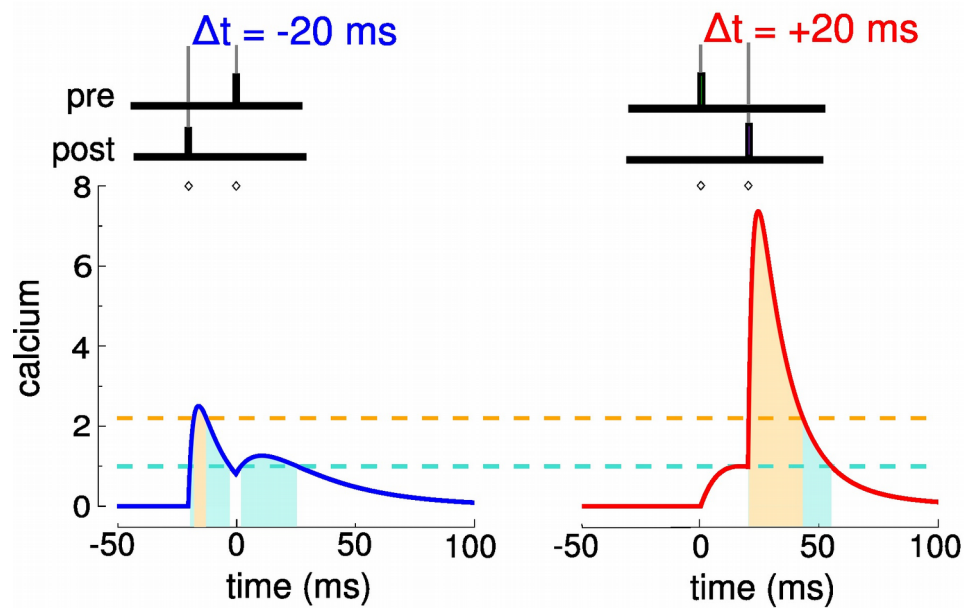 Δt = -20 ms
Δt = +20 ms
pre
post
8
6
4
2
0
calcium
-50
0
50
100
-50
0
50
100
time (ms)
time (ms)